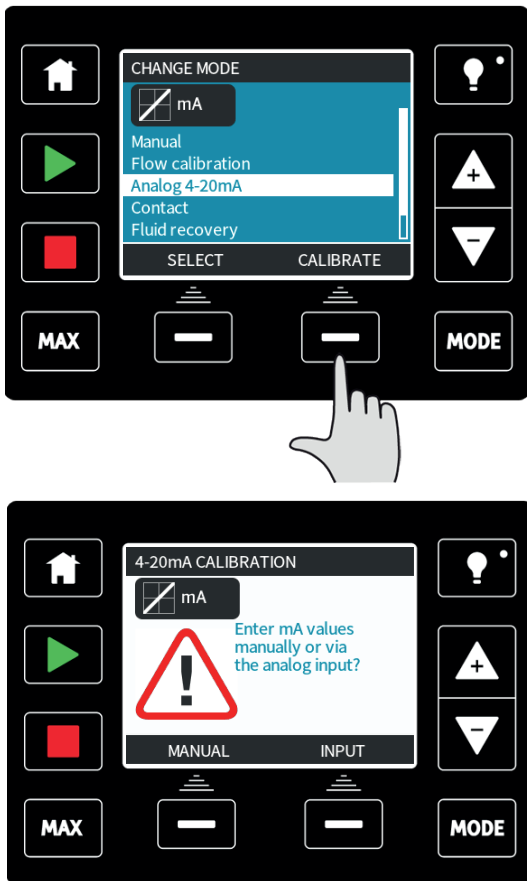 CHANGE MODE
mA
Manual
Flow calibration
Analog 4-20mA
Contact
Fluid recovery
SELECT CALIBRATE
MAX
MODE
+
-
4-20mA CALIBRATION
mA
Enter mA values
manually or via
the analog input?
!
MANUAL INPUT
MAX
MODE
+
-